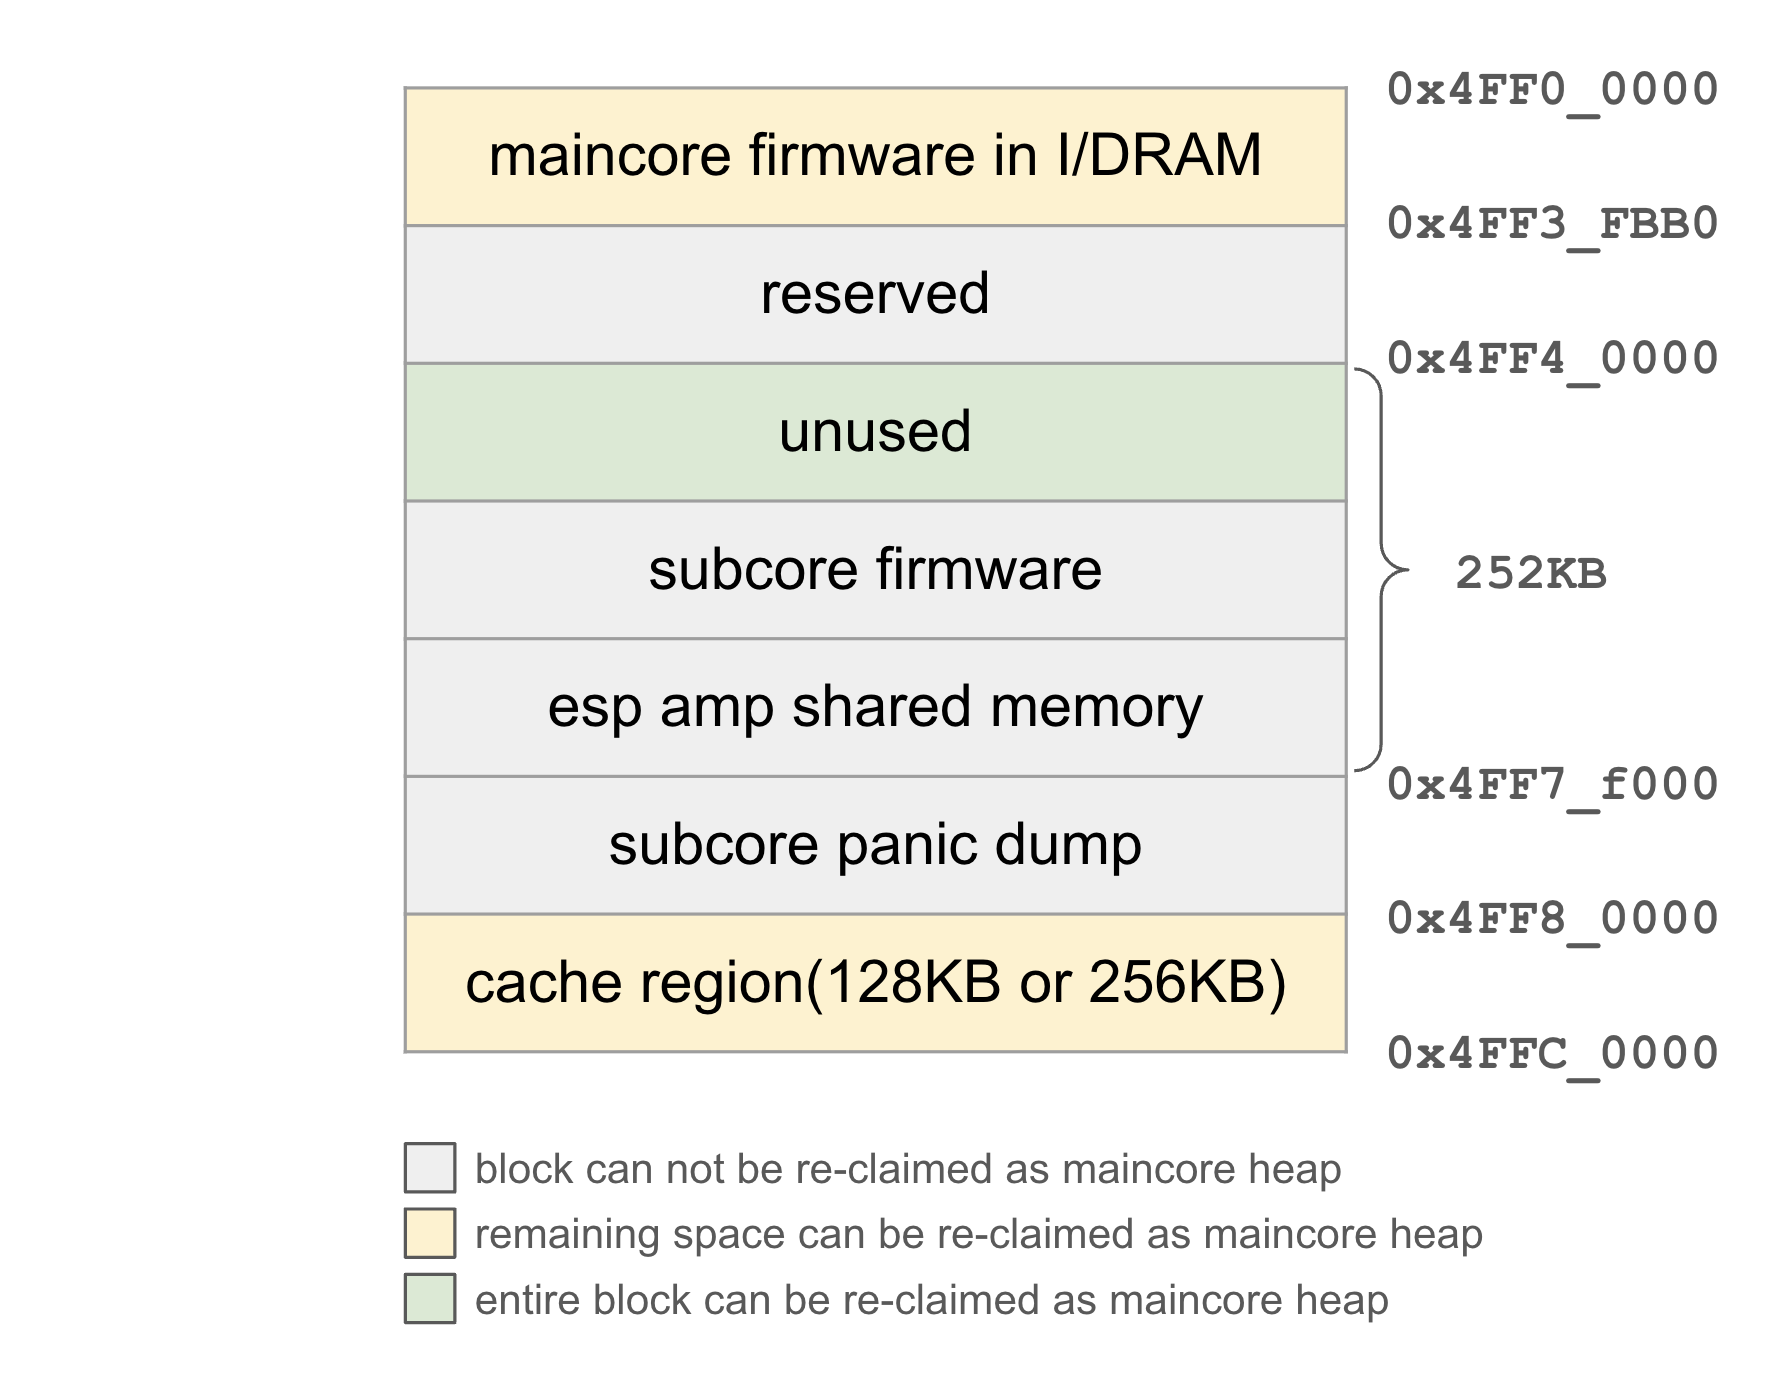 0x4FF0_0000
maincore firmware in I/DRAM
0x4FF3_FBB0
reserved
0x4FF4_0000
unused
subcore firmware
252KB
esp amp shared memory
0x4FF7_f000
subcore panic dump
0x4FF8_0000
cache region(128KB or 256KB)
0x4FFC_0000
block can not be re-claimed as maincore heap
remaining space can be re-claimed as maincore heap
entire block can be re-claimed as maincore heap